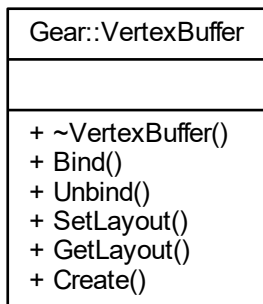 Gear::VertexBuffer
+ ~VertexBuffer()
+ Bind()
+ Unbind()
+ SetLayout()
+ GetLayout()
+ Create()